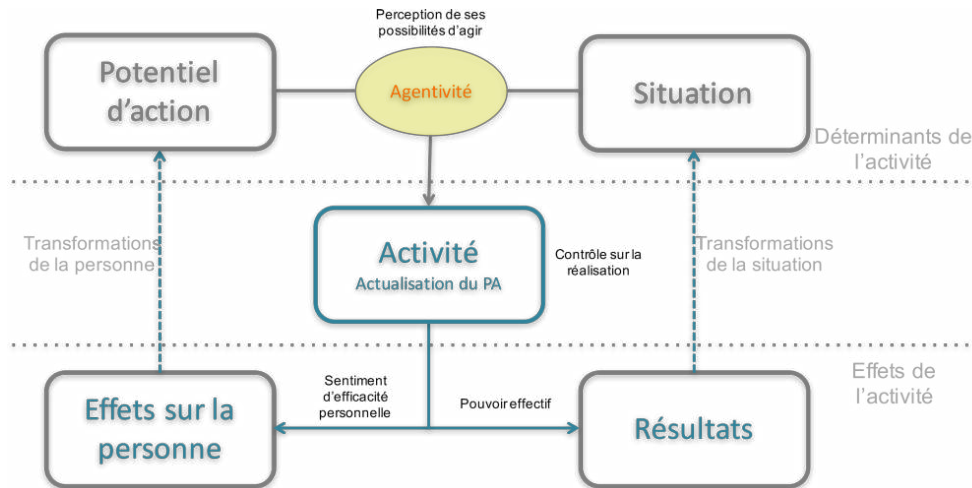 Perception de ses
possibilités d'agir
Potentiel
d'action
Agentivité
Situation
Déterminants de
l'activité
Transformations
de la personne
Activité
Actualisation du PA
Contrôle sur la
réalisation
Transformations
de la situation
Effets de
l'activité
Effets sur la
personne
Sentiment
d'efficacité
personnelle
Pouvoir effectif
Résultats